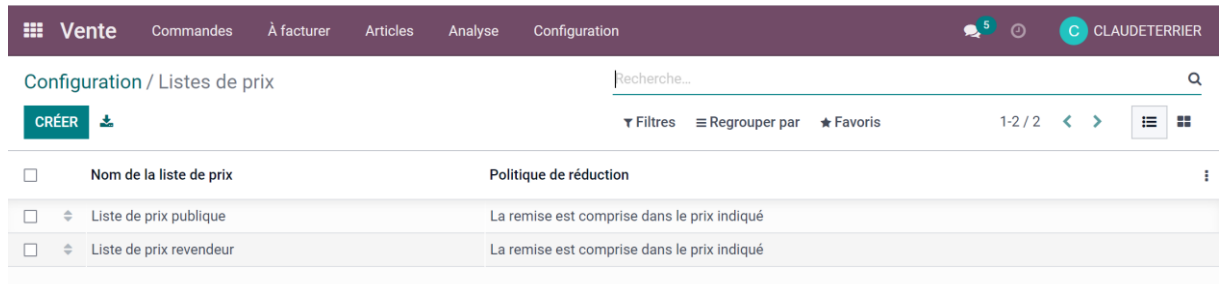 Vente Commandes À facturer Articles Analyse Configuration 5 C CLAUDETERRIER
Configuration / Listes de prix Recherche...
CRÉER Filtres Regrouper par Favoris 1-2 / 2
Nom de la liste de prix Politique de réduction
Liste de prix publique La remise est comprise dans le prix indiqué
Liste de prix revendeur La remise est comprise dans le prix indiqué